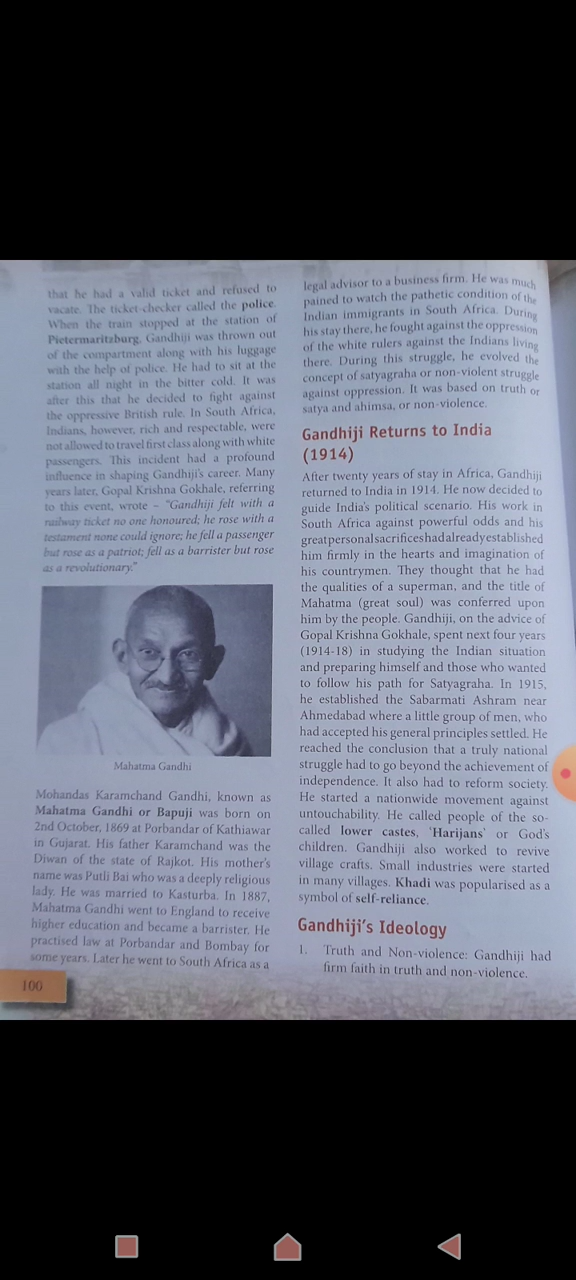 that he had a valid ticket and refused to
vacate. The ticket-checker called the police.
When the train stopped at the station of
Pietermaritzburg, Gandhiji was thrown out
of the compartment along with his luggage
with the help of police. He had to sit at the
station all night in the bitter cold. It was
after this that he decided to fight against
the oppressive British rule. In South Africa,
Indians, however, rich and respectable, were
not allowed to travel first class along with white
passengers. This incident had a profound
influence in shaping Gandhiji's career. Many
years later, Gopal Krishna Gokhale, referring
to this event, wrote – "Gandhiji felt with a
railway ticket no one honoured; he rose with a
testament none could ignore; he fell a passenger
but rose as a patriot; fell as a barrister but rose
as a revolutionary."
Mahatma Gandhi
Mohandas Karamchand Gandhi, known as
Mahatma Gandhi or Bapuji was born on
2nd October, 1869 at Porbandar of Kathiawar
in Gujarat. His father Karamchand was the
Diwan of the state of Rajkot. His mother's
name was Putli Bai who was a deeply religious
lady. He was married to Kasturba. In 1887,
Mahatma Gandhi went to England to receive
higher education and became a barrister. He
practised law at Porbandar and Bombay for
some years. Later he went to South Africa as a
100
legal advisor to a business firm. He was much
pained to watch the pathetic condition of the
Indian immigrants in South Africa. During
his stay there, he fought against the oppression
of the white rulers against the Indians living
there. During this struggle, he evolved the
concept of satyagraha or non-violent struggle
against oppression. It was based on truth or
satya and ahimsa, or non-violence.
Gandhiji Returns to India
(1914)
After twenty years of stay in Africa, Gandhiji
returned to India in 1914. He now decided to
guide India's political scenario. His work in
South Africa against powerful odds and his
great personal sacrifices had already established
him firmly in the hearts and imagination of
his countrymen. They thought that he had
the qualities of a superman, and the title of
Mahatma (great soul) was conferred upon
him by the people. Gandhiji, on the advice of
Gopal Krishna Gokhale, spent next four years
(1914-18) in studying the Indian situation
and preparing himself and those who wanted
to follow his path for Satyagraha. In 1915,
he established the Sabarmati Ashram near
Ahmedabad where a little group of men, who
had accepted his general principles settled. He
reached the conclusion that a truly national
struggle had to go beyond the achievement of
independence. It also had to reform society.
He started a nationwide movement against
untouchability. He called people of the so-
called lower castes, 'Harijans' or God's
children. Gandhiji also worked to revive
village crafts. Small industries were started
in many villages. Khadi was popularised as a
symbol of self-reliance.
Gandhiji's Ideology
1. Truth and Non-violence: Gandhiji had
firm faith in truth and non-violence.